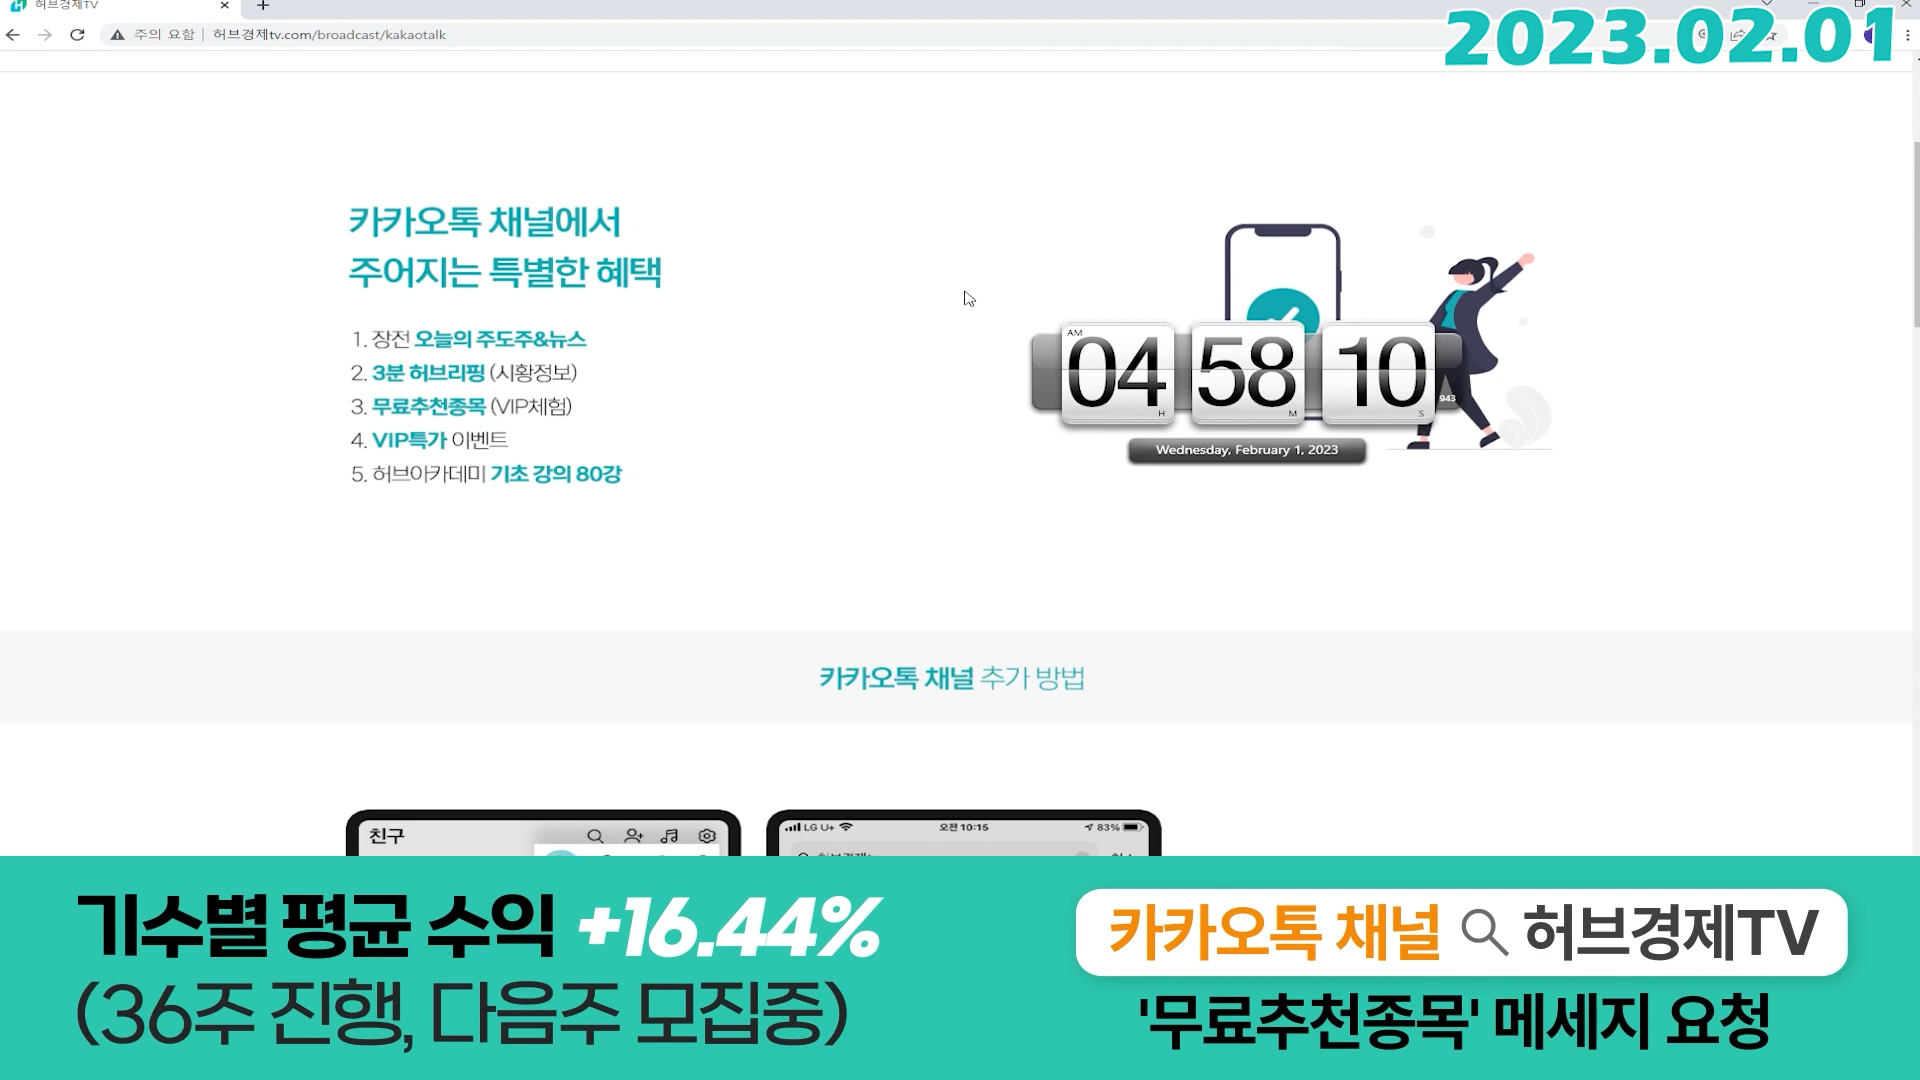 허브경제TV
2023.02.01
주의 요함 | 허브경제tv.com/broadcast/kakaotalk
카카오톡 채널에서
주어지는 특별한 혜택
1. 장전 오늘의 주도주&뉴스
2. 3분 허브리핑 (시황정보)
3. 무료추천종목 (VIP체험)
4. VIP특가 이벤트
5. 허브아카데미 기초 강의 80강
AM
04 58 10
H M S
943
Wednesday, February 1, 2023
카카오톡 채널 추가 방법
친구
LG U+ 오전 10:15 83%
기수별 평균 수익 +16.44%
(36주 진행, 다음주 모집중)
카카오톡 채널 허브경제TV
'무료추천종목' 메세지 요청